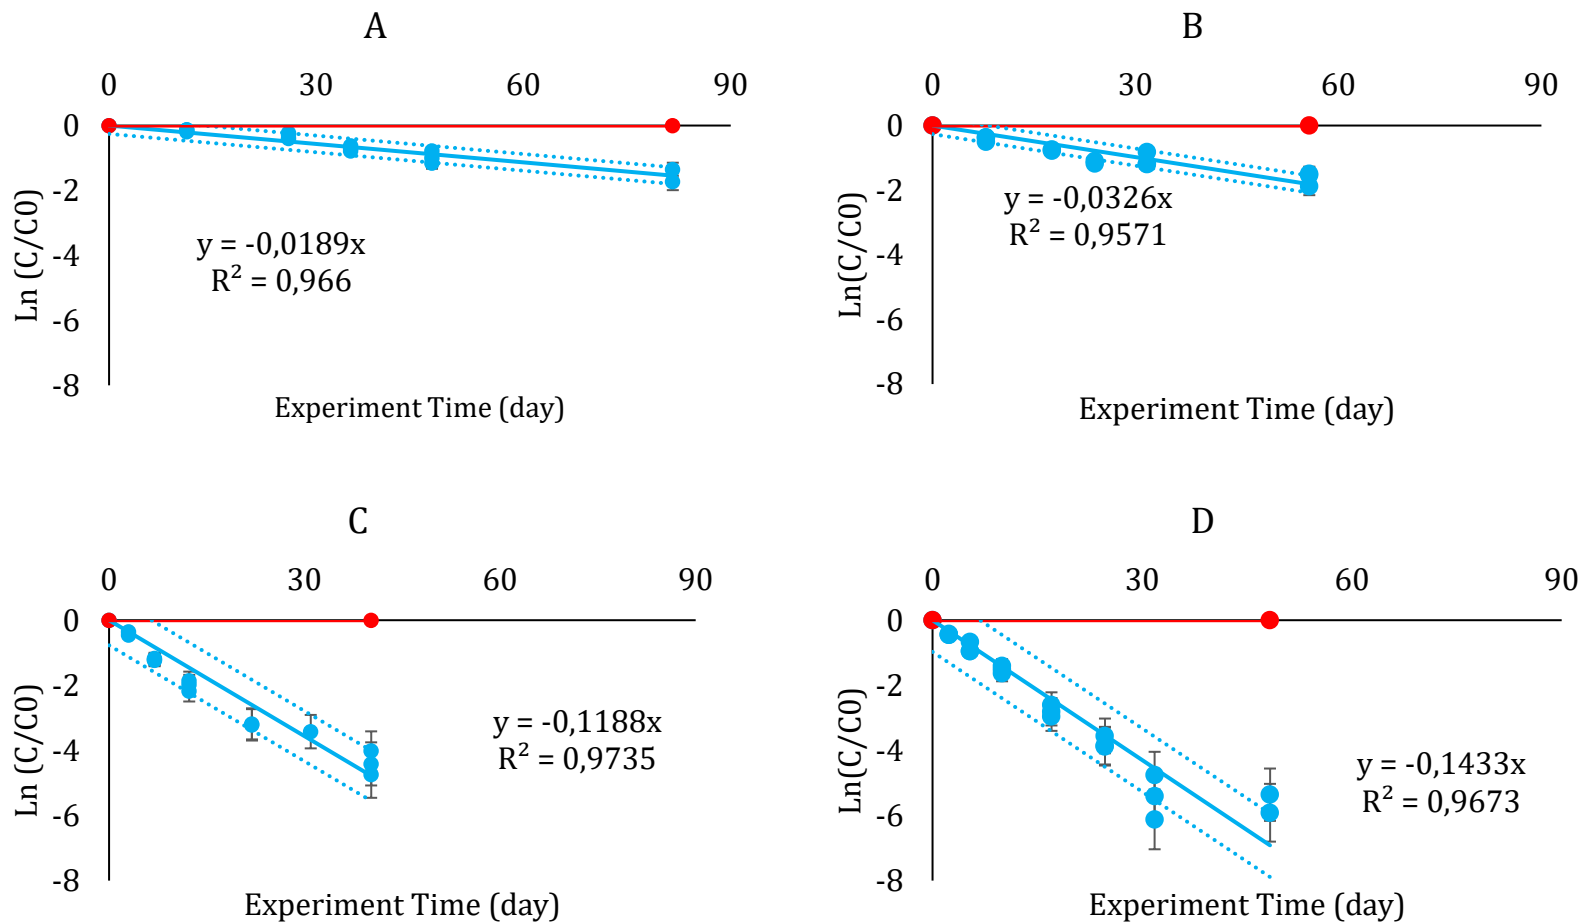 A
0 30 60 90
0
-2
-4
-6
-8
Ln (C/C0)
y = -0,0189x
R² = 0,966
Experiment Time (day)
B
0 30 60 90
0
-2
-4
-6
-8
Ln(C/C0)
y = -0,0326x
R² = 0,9571
Experiment Time (day)
C
0 30 60 90
0
-2
-4
-6
-8
Ln (C/C0)
y = -0,1188x
R² = 0,9735
Experiment Time (day)
D
0 30 60 90
0
-2
-4
-6
-8
Ln(C/C0)
y = -0,1433x
R² = 0,9673
Experiment Time (day)